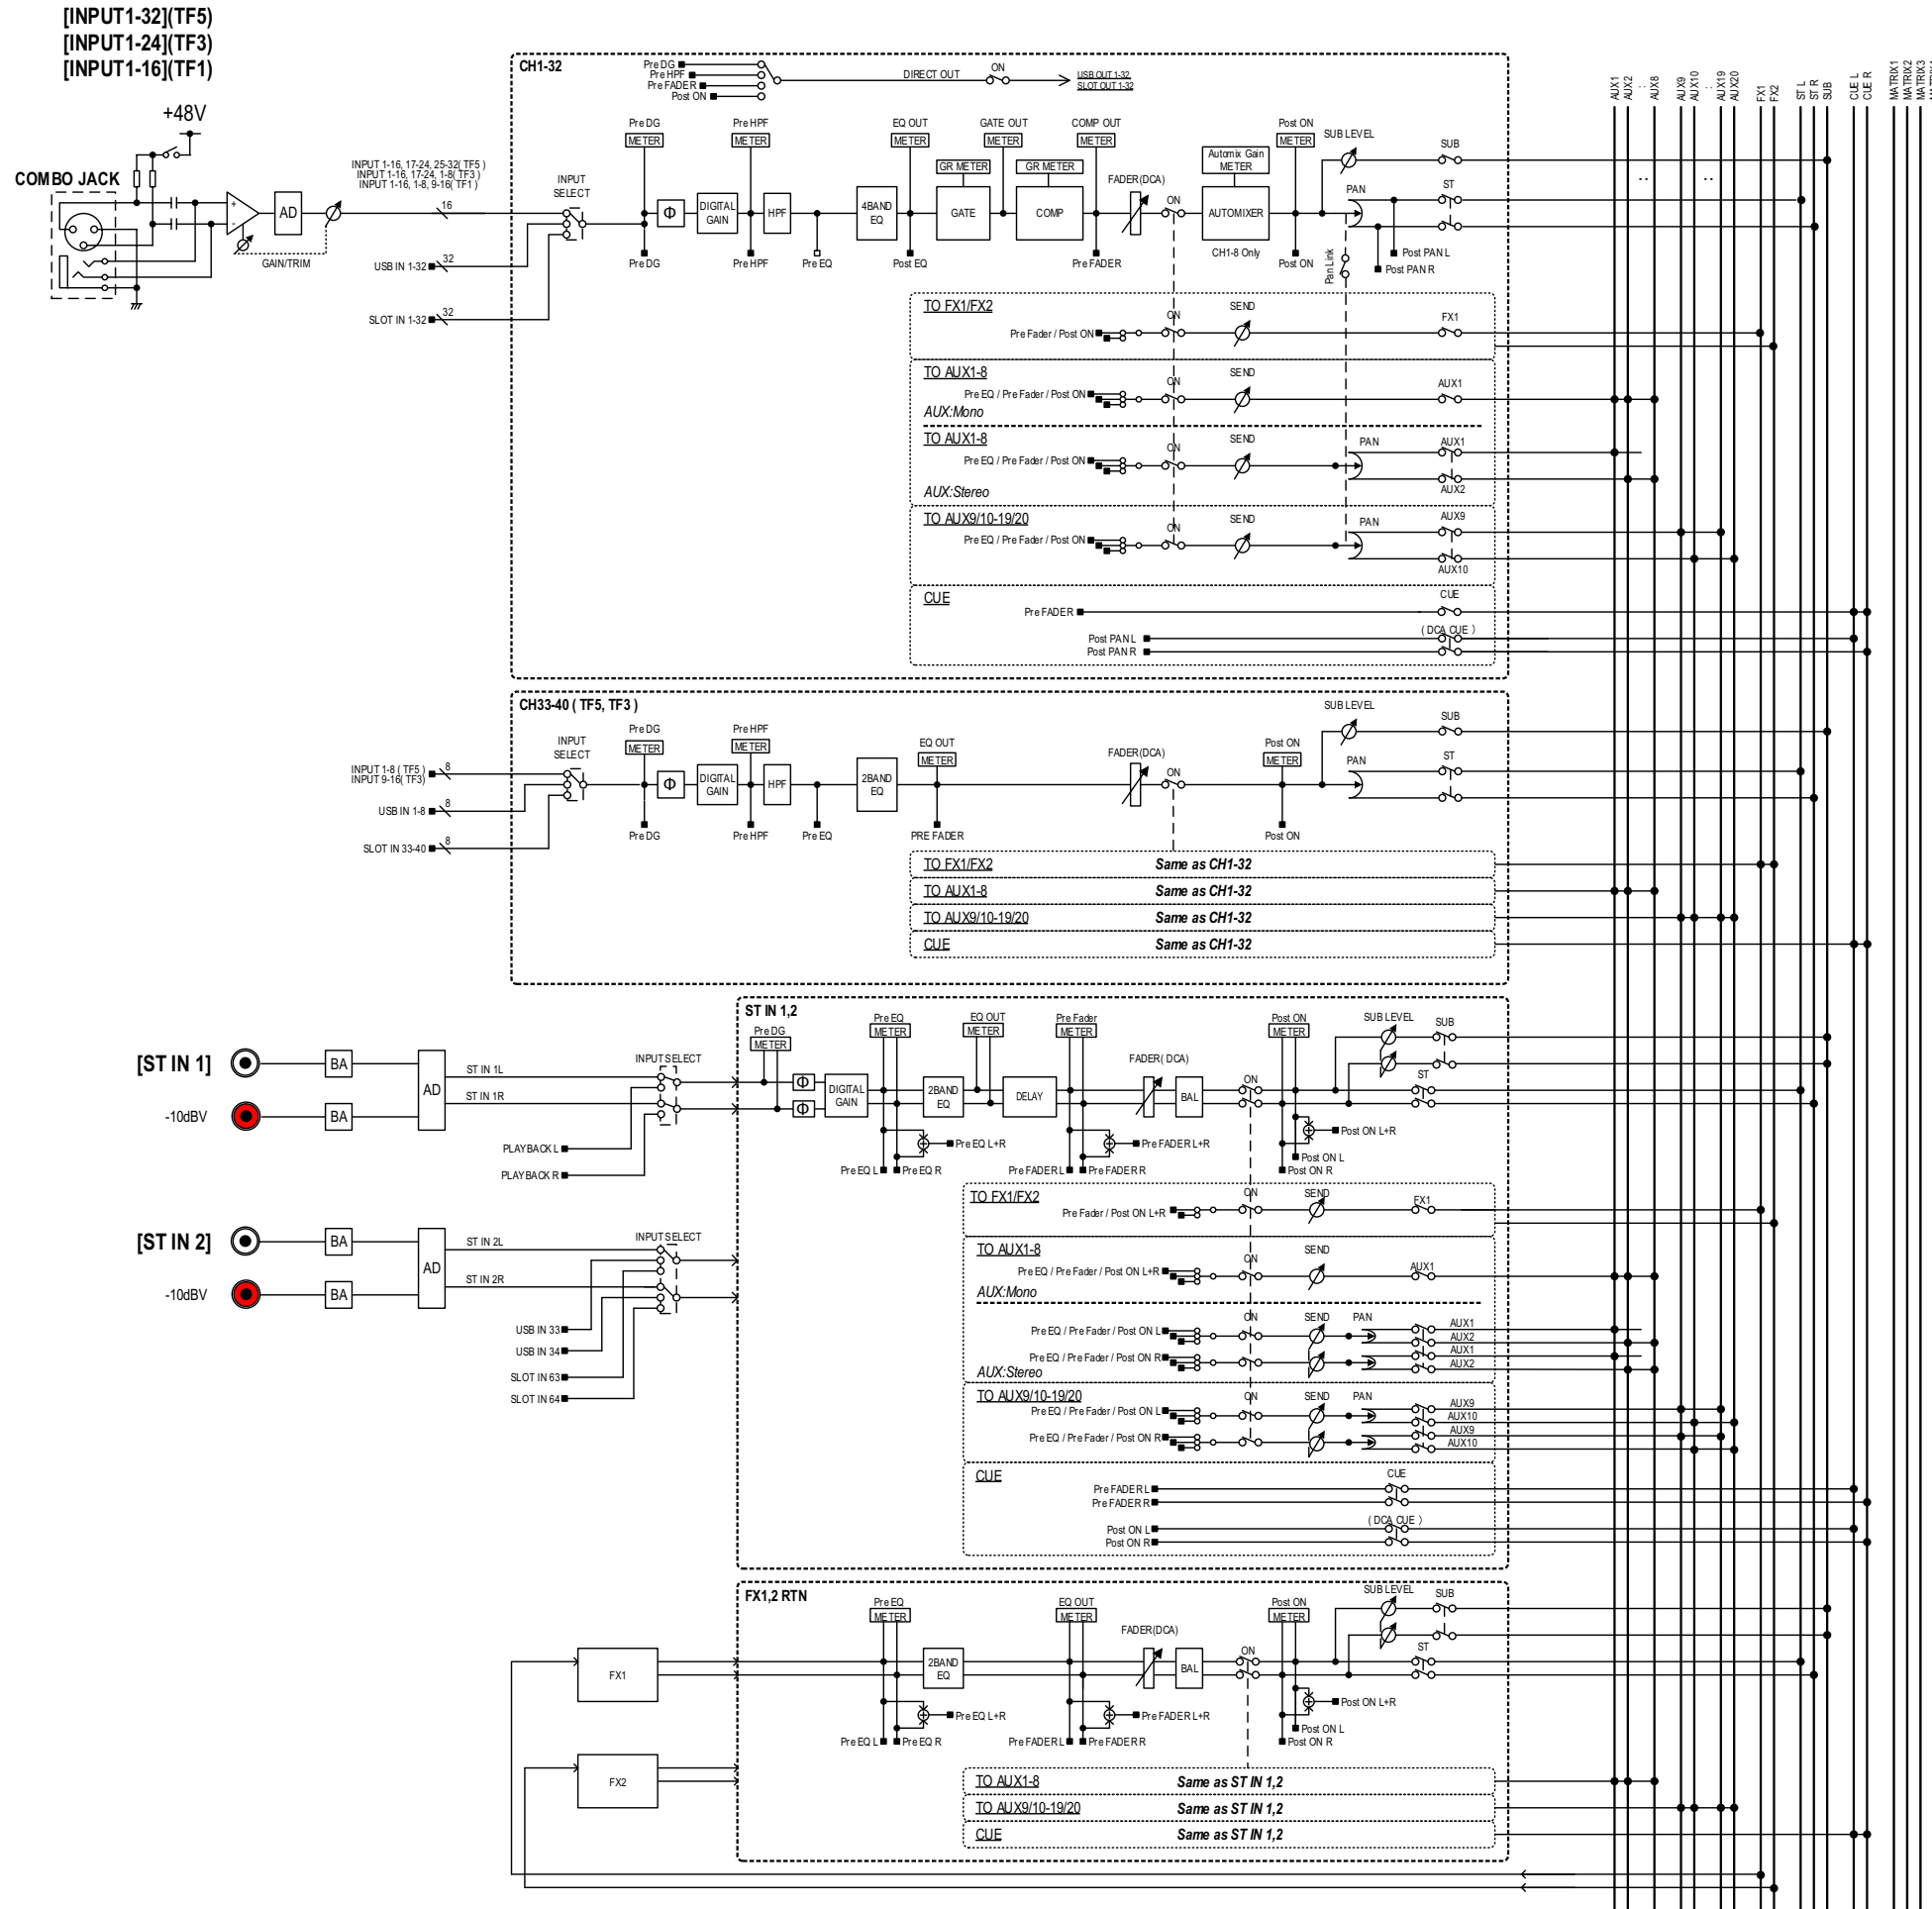 [INPUT1-32](TF5)
[INPUT1-24](TF3)
[INPUT1-16](TF1)
+48V
COMBO JACK
+
-
AD
GAIN/TRIM
INPUT 1-16, 17-24, 25-32( TF5 )
INPUT 1-16, 17-24, 1-8( TF3 )
INPUT 1-16, 1-8, 9-16( TF1 )
16
USB IN 1-32
32
SLOT IN 1-32
32
CH1-32
Pre DG
Pre HPF
Pre FADER
Post ON
DIRECT OUT
ON
USB OUT 1-32
SLOT OUT 1-32
INPUT
SELECT
Pre DG
METER
Pre HPF
METER
EQ OUT
METER
GATE OUT
METER
COMP OUT
METER
Post ON
METER
SUB LEVEL
SUB
GR METER
GR METER
Automix Gain
METER
FADER(DCA)
ON
PAN
ST
Φ
DIGITAL
GAIN
HPF
4BAND
EQ
GATE
COMP
AUTOMIXER
CH1-8 Only
Pre DG
Pre HPF
Pre EQ
Post EQ
Pre FADER
Post ON
Pan Link
Post PAN L
Post PAN R
TO FX1/FX2
Pre Fader / Post ON
ON
SEND
FX1
TO AUX1-8
Pre EQ / Pre Fader / Post ON
AUX:Mono
ON
SEND
AUX1
TO AUX1-8
Pre EQ / Pre Fader / Post ON
AUX:Stereo
ON
SEND
PAN
AUX1
AUX2
TO AUX9/10-19/20
Pre EQ / Pre Fader / Post ON
ON
SEND
PAN
AUX9
AUX10
CUE
Pre FADER
CUE
Post PAN L
Post PAN R
( DCA CUE )
AUX1
AUX2
:
AUX8
AUX9
AUX10
:
AUX19
AUX20
FX1
FX2
ST L
ST R
SUB
CUE L
CUE R
MATRIX1
MATRIX2
MATRIX3
CH33-40 ( TF5, TF3 )
INPUT 1-8 ( TF5 )
INPUT 9-16( TF3)
8
USB IN 1-8
8
SLOT IN 33-40
8
INPUT
SELECT
Pre DG
METER
Pre HPF
METER
EQ OUT
METER
FADER(DCA)
ON
Post ON
METER
SUB LEVEL
SUB
PAN
ST
Φ
DIGITAL
GAIN
HPF
2BAND
EQ
Pre DG
Pre HPF
Pre EQ
PRE FADER
Post ON
TO FX1/FX2 Same as CH1-32
TO AUX1-8 Same as CH1-32
TO AUX9/10-19/20 Same as CH1-32
CUE Same as CH1-32
[ST IN 1]
-10dBV
BA
BA
AD
ST IN 1L
ST IN 1R
INPUT SELECT
PLAYBACK L
PLAYBACK R
[ST IN 2]
-10dBV
BA
BA
AD
ST IN 2L
ST IN 2R
INPUT SELECT
USB IN 33
USB IN 34
SLOT IN 63
SLOT IN 64
ST IN 1,2
Pre DG
METER
Pre EQ
METER
EQ OUT
METER
Pre Fader
METER
FADER( DCA)
Post ON
METER
SUB LEVEL
SUB
ST
Φ
Φ
DIGITAL
GAIN
2BAND
EQ
DELAY
BAL
ON
Pre EQ L+R
Pre EQ L
Pre EQ R
Pre FADER L+R
Pre FADER L
Pre FADER R
Post ON L+R
Post ON L
Post ON R
TO FX1/FX2
Pre Fader / Post ON L+R
ON
SEND
FX1
TO AUX1-8
Pre EQ / Pre Fader / Post ON L+R
AUX:Mono
ON
SEND
AUX1
Pre EQ / Pre Fader / Post ON L
Pre EQ / Pre Fader / Post ON R
AUX:Stereo
ON
SEND
PAN
AUX1
AUX2
AUX1
AUX2
TO AUX9/10-19/20
Pre EQ / Pre Fader / Post ON L
Pre EQ / Pre Fader / Post ON R
ON
SEND
PAN
AUX9
AUX10
AUX9
AUX10
CUE
Pre FADER L
Pre FADER R
CUE
Post ON L
Post ON R
( DCA CUE )
FX1,2 RTN
Pre EQ
METER
EQ OUT
METER
FADER(DCA)
Post ON
METER
SUB LEVEL
SUB
ST
FX1
2BAND
EQ
BAL
ON
Pre EQ L+R
Pre EQ L
Pre EQ R
Pre FADER L+R
Pre FADER L
Pre FADER R
Post ON L+R
Post ON L
Post ON R
FX2
TO AUX1-8 Same as ST IN 1,2
TO AUX9/10-19/20 Same as ST IN 1,2
CUE Same as ST IN 1,2